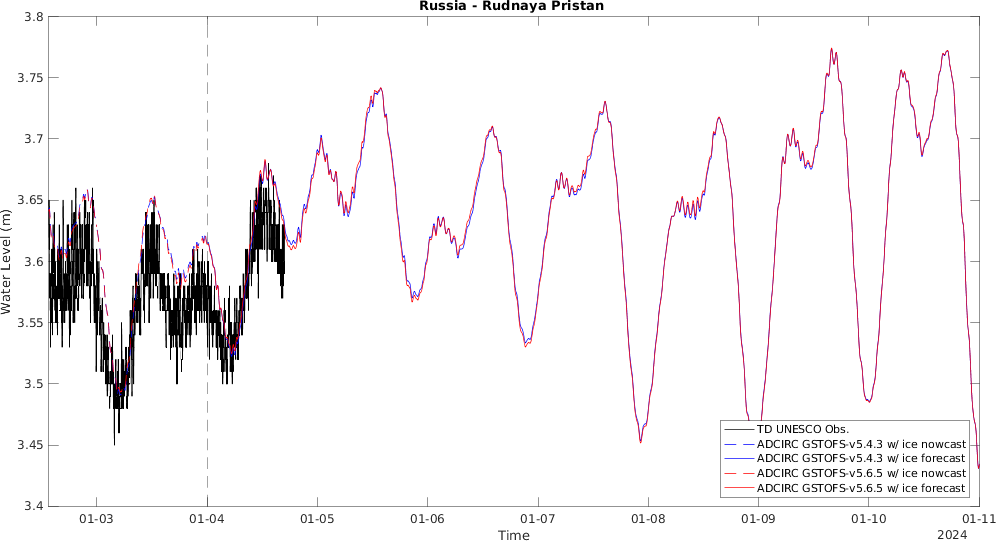 Russia - Rudnaya Pristan
3.8
3.75
3.7
3.65
3.6
3.55
3.5
3.45
3.4
Water Level (m)
TD UNESCO Obs.
ADCIRC GSTOFS-v5.4.3 w/ ice nowcast
ADCIRC GSTOFS-v5.4.3 w/ ice forecast
ADCIRC GSTOFS-v5.6.5 w/ ice nowcast
ADCIRC GSTOFS-v5.6.5 w/ ice forecast
01-03 01-04 01-05 01-06 01-07 01-08 01-09 01-10 01-11
Time
2024